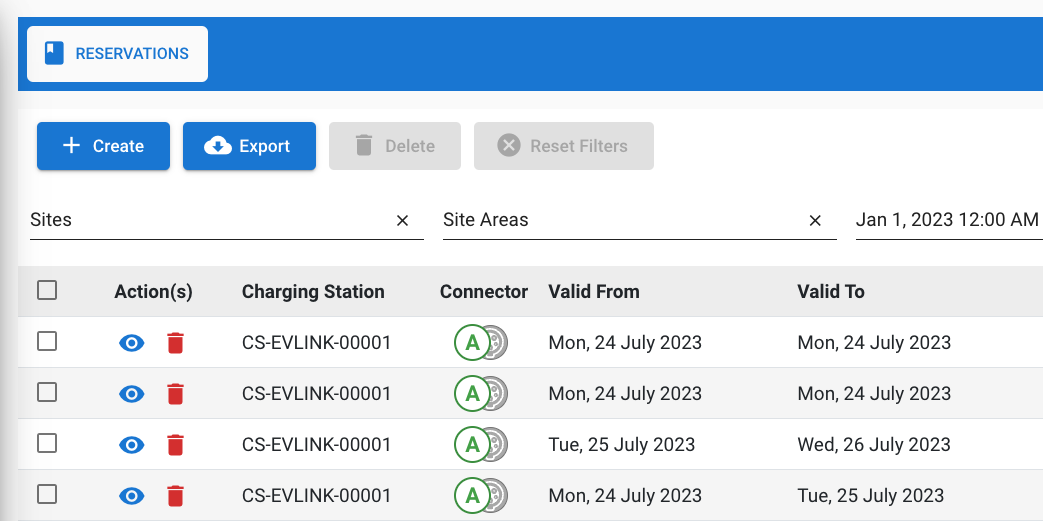 RESERVATIONS
Create Export Delete Reset Filters
Sites Site Areas Jan 1, 2023 12:00 AM
Action(s) Charging Station Connector Valid From Valid To
CS-EVLINK-00001 A Mon, 24 July 2023 Mon, 24 July 2023
CS-EVLINK-00001 A Mon, 24 July 2023 Mon, 24 July 2023
CS-EVLINK-00001 A Tue, 25 July 2023 Wed, 26 July 2023
CS-EVLINK-00001 A Mon, 24 July 2023 Tue, 25 July 2023